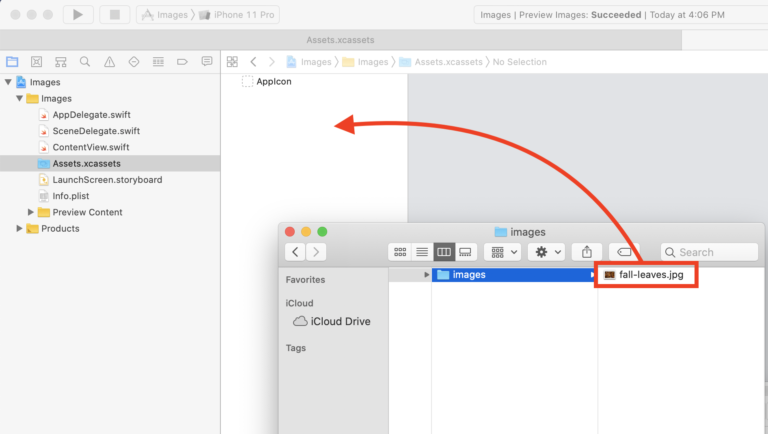 Images 〉 iPhone 11 Pro
Images | Preview Images: Succeeded | Today at 4:06 PM
Assets.xcassets
Images 〉 Images 〉 Assets.xcassets 〉 No Selection
Images
Images
AppDelegate.swift
SceneDelegate.swift
ContentView.swift
Assets.xcassets
LaunchScreen.storyboard
Info.plist
Preview Content
Products
AppIcon
images
Search
Favorites
iCloud
iCloud Drive
Tags
images
fall-leaves.jpg